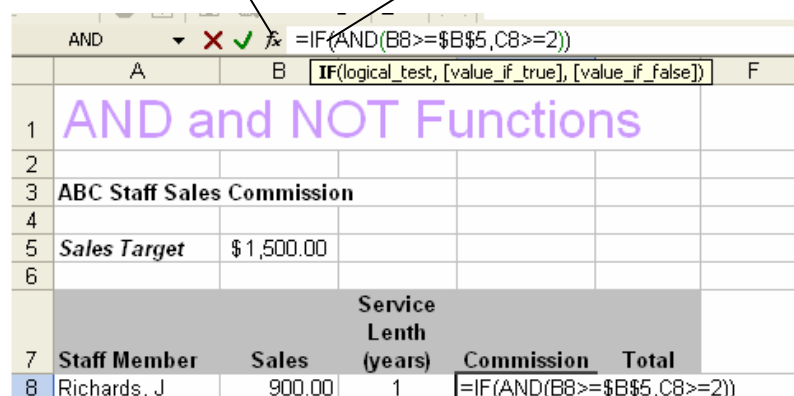 AND fx =IF(AND(B8>=$B$5,C8>=2))
A B IF(logical_test, [value_if_true], [value_if_false]) F
1 AND and NOT Functions
2
3 ABC Staff Sales Commission
4
5 Sales Target $1,500.00
6
Service
Lenth
7 Staff Member Sales (years) Commission Total
8 Richards, J 900.00 1 =IF(AND(B8>=$B$5,C8>=2))